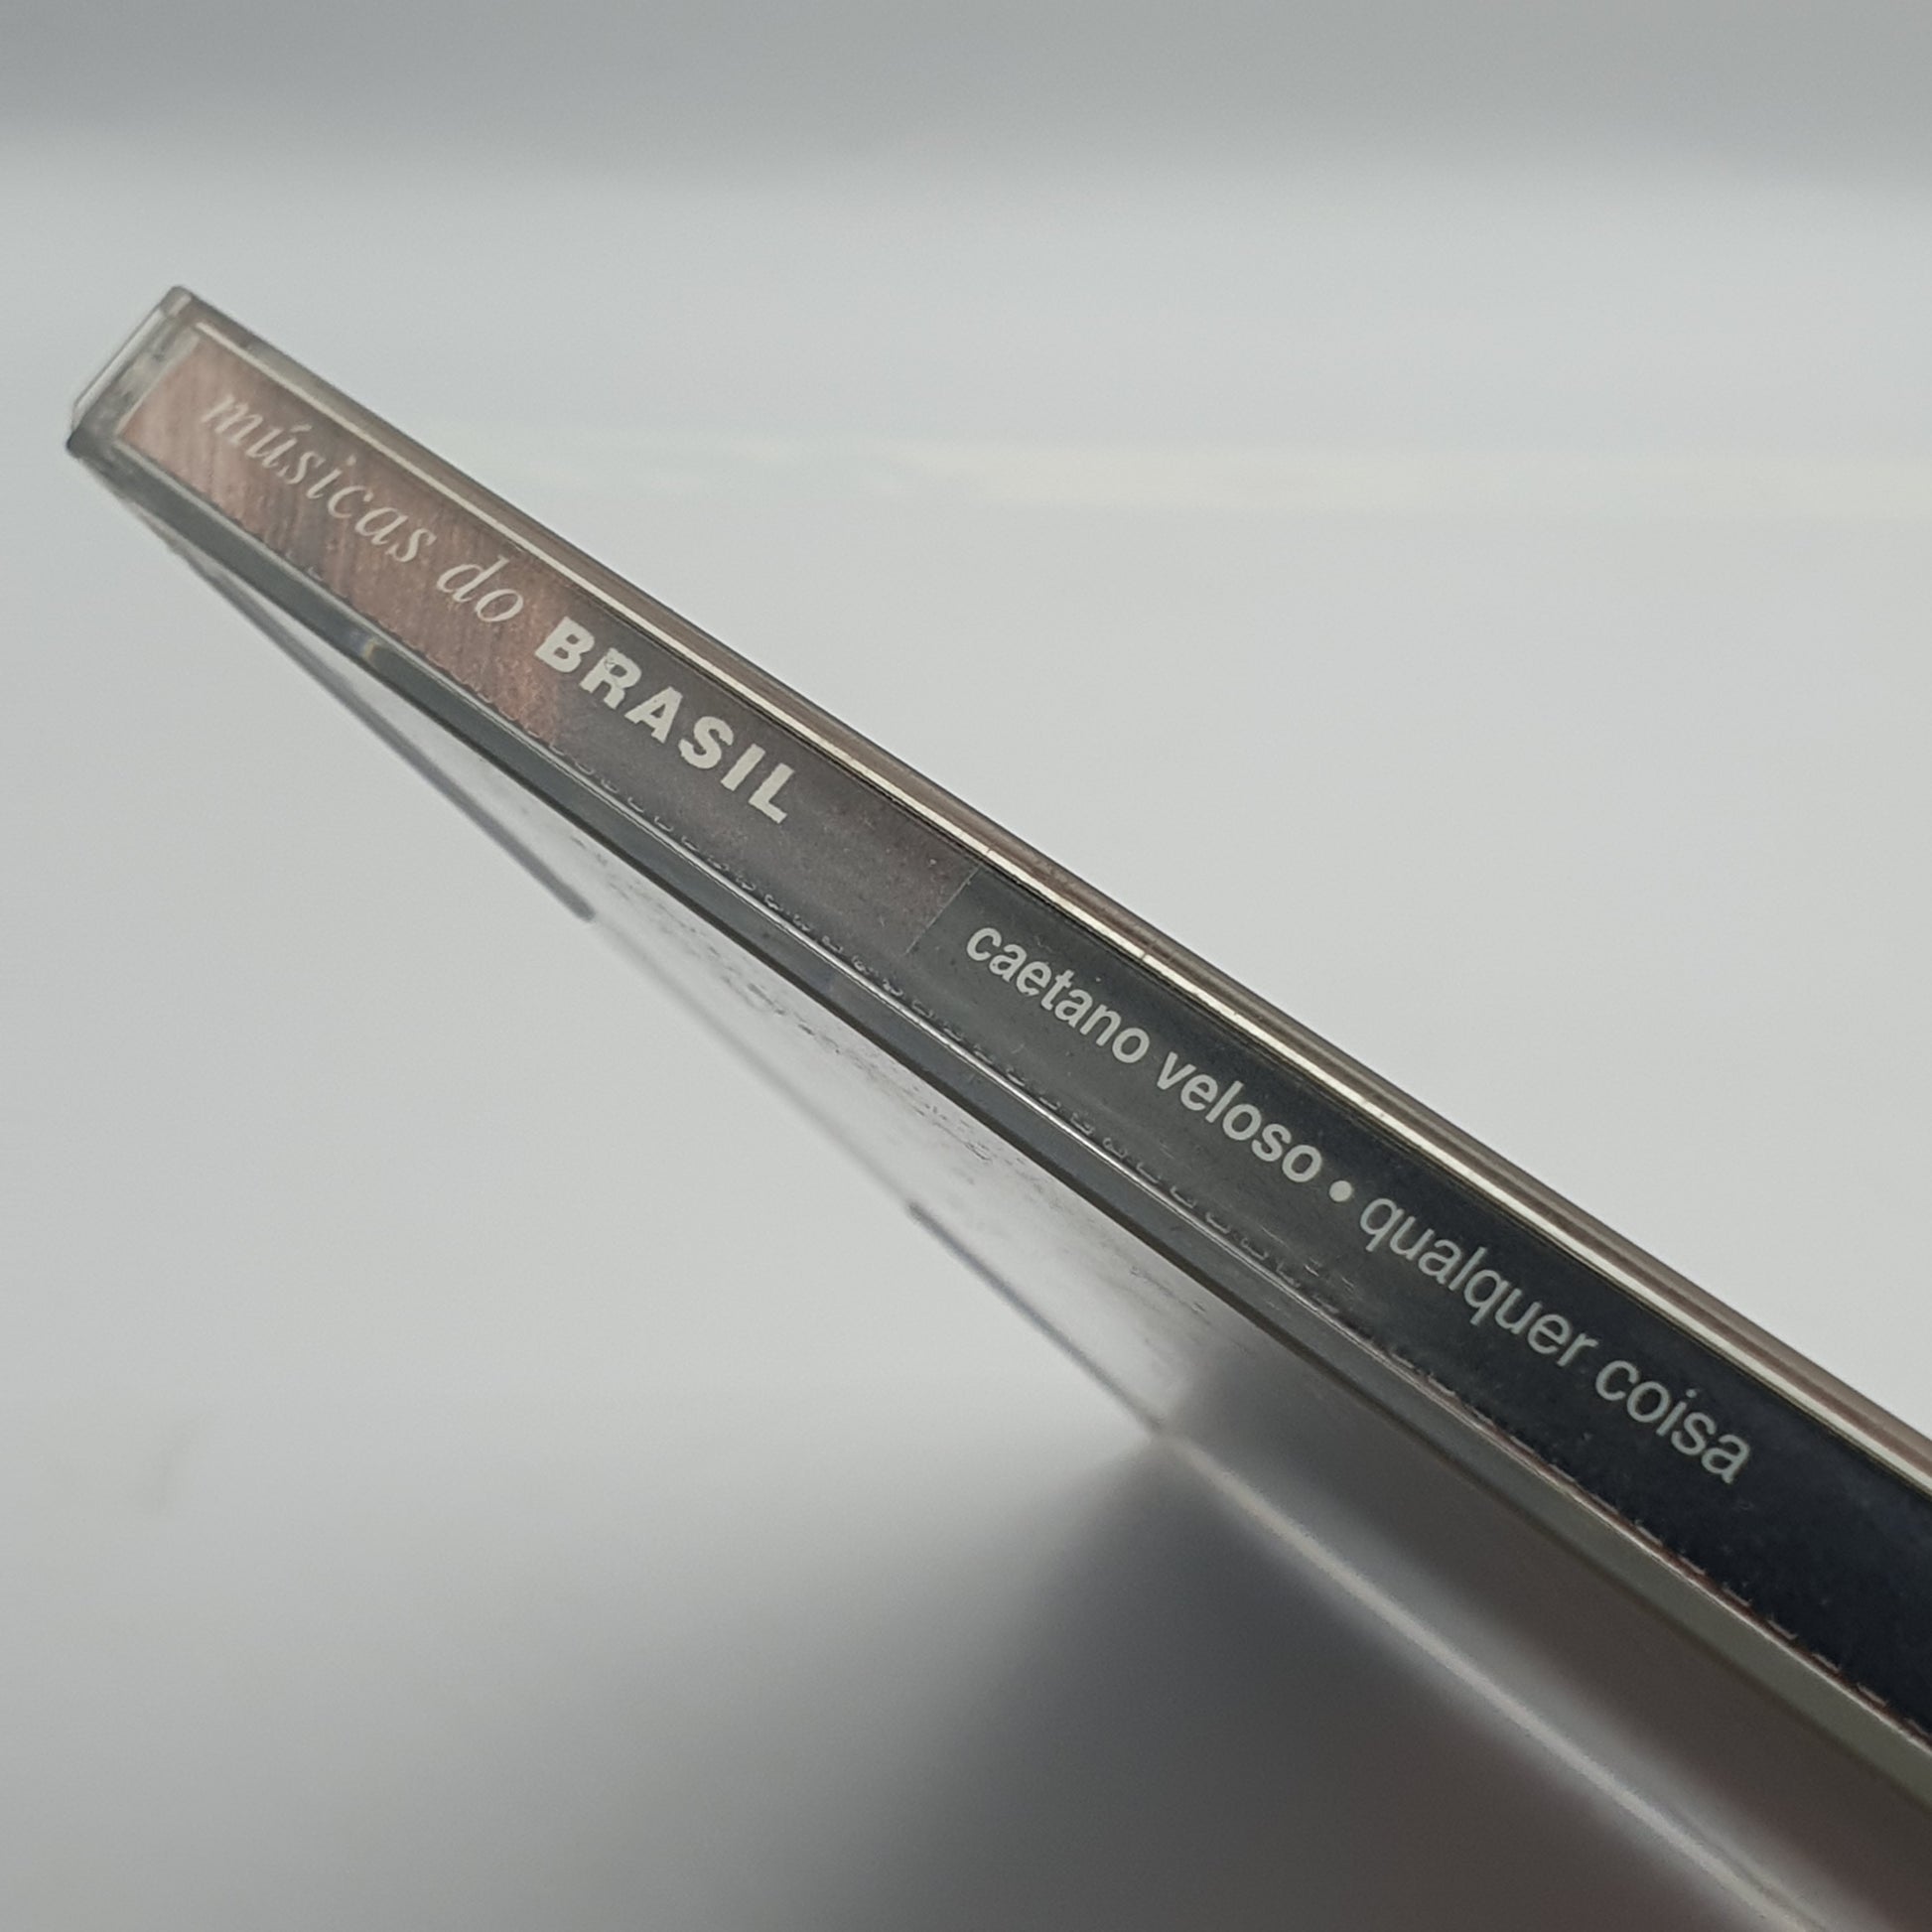 músicas do BRASIL caetano veloso • qualquer coisa